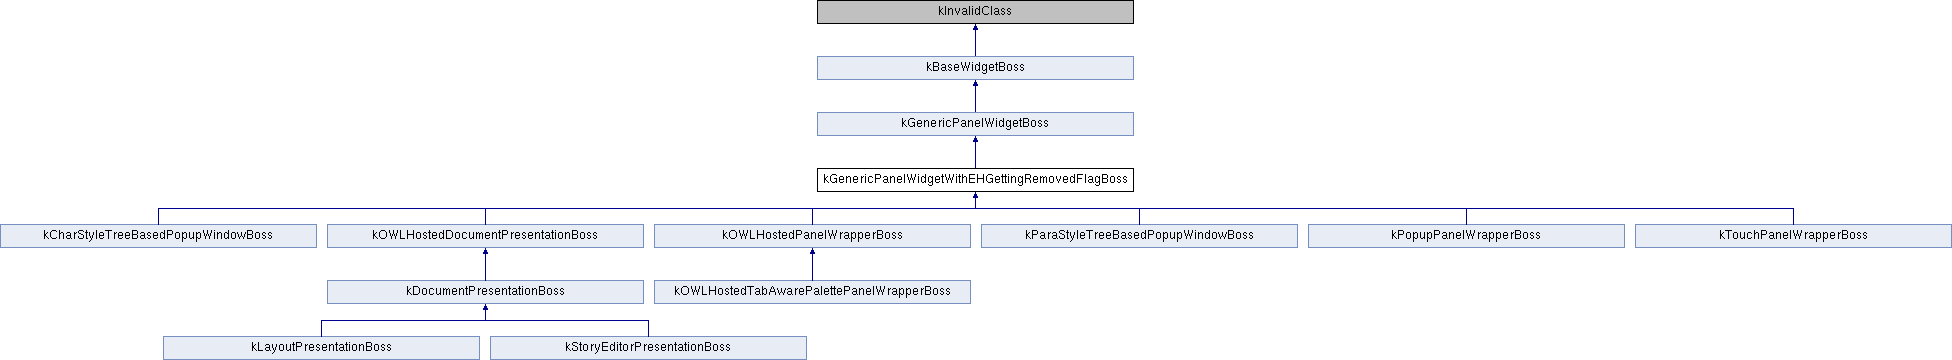 kInvalidClass
kBaseWidgetBoss
kGenericPanelWidgetBoss
kGenericPanelWidgetWithEHGettingRemovedFlagBoss
kCharStyleTreeBasedPopupWindowBoss
kOWLHostedDocumentPresentationBoss
kOWLHostedPanelWrapperBoss
kParaStyleTreeBasedPopupWindowBoss
kPopupPanelWrapperBoss
kTouchPanelWrapperBoss
kDocumentPresentationBoss
kOWLHostedTabAwarePalettePanelWrapperBoss
kLayoutPresentationBoss
kStoryEditorPresentationBoss